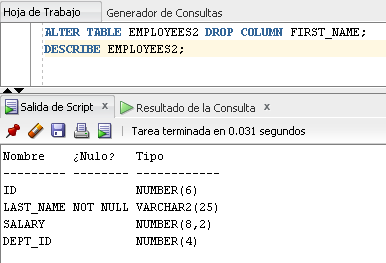 Hoja de Trabajo Generador de Consultas
ALTER TABLE EMPLOYEES2 DROP COLUMN FIRST_NAME;
DESCRIBE EMPLOYEES2;
Salida de Script x Resultado de la Consulta x
Tarea terminada en 0.031 segundos
Nombre ¿Nulo? Tipo
--------- -------- ------------
ID NUMBER(6)
LAST_NAME NOT NULL VARCHAR2(25)
SALARY NUMBER(8,2)
DEPT_ID NUMBER(4)